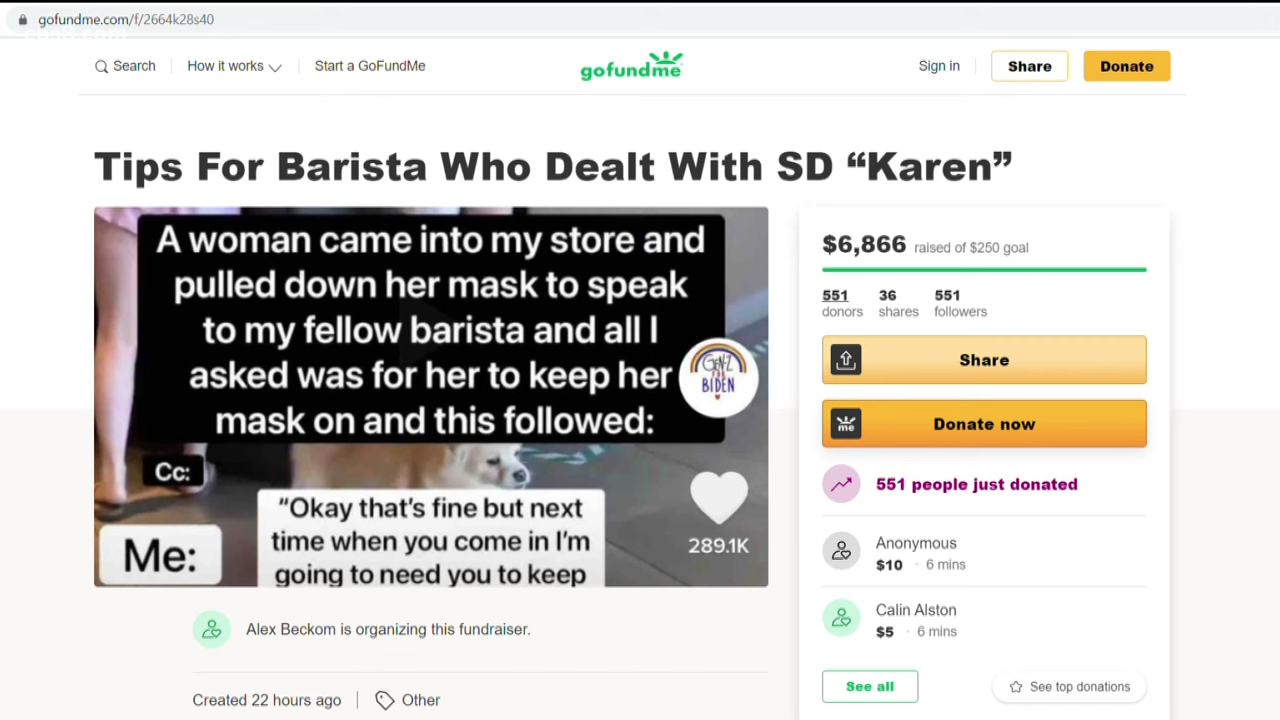 gofundme.com/f/2664k28s40
Search
How it works
Start a GoFundMe
gofundme
Sign in
Share
Donate
Tips For Barista Who Dealt With SD “Karen”
A woman came into my store and
pulled down her mask to speak
to my fellow barista and all I
asked was for her to keep her
mask on and this followed:
GEN-Z
FOR
BIDEN
Cc:
Me:
“Okay that’s fine but next
time when you come in I’m
going to need you to keep
289.1K
Alex Beckom is organizing this fundraiser.
Created 22 hours ago
Other
$6,866 raised of $250 goal
551
donors
36
shares
551
followers
Share
me
Donate now
551 people just donated
Anonymous
$10 · 6 mins
Calin Alston
$5 · 6 mins
See all
See top donations